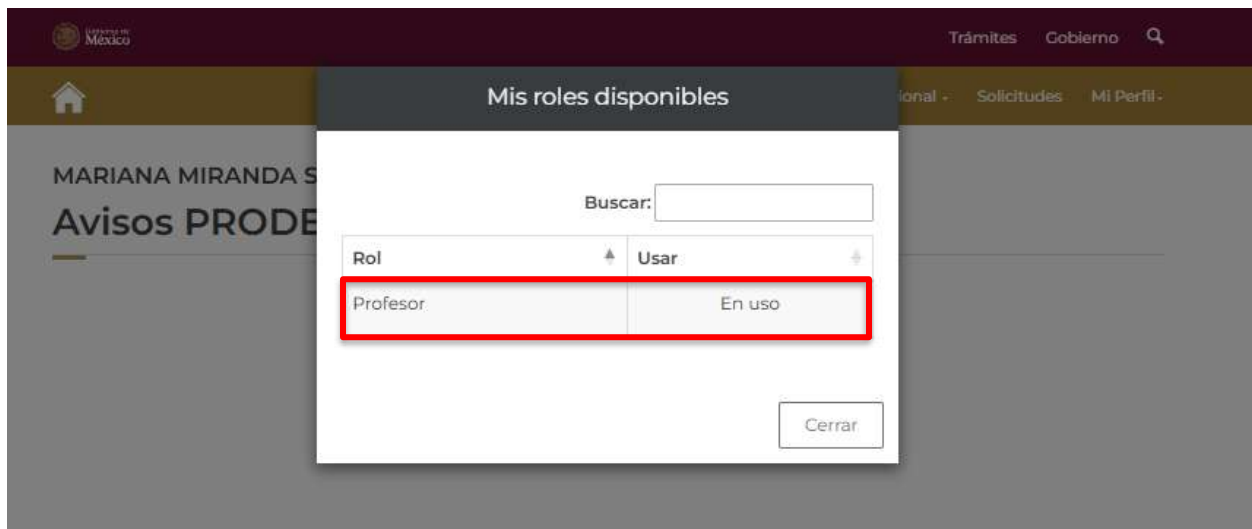 México
Trámites Gobierno
Mis roles disponibles
ional Solicitudes Mi Perfil
MARIANA MIRANDA S
Avisos PRODE
Buscar:
Rol Usar
Profesor En uso
Cerrar